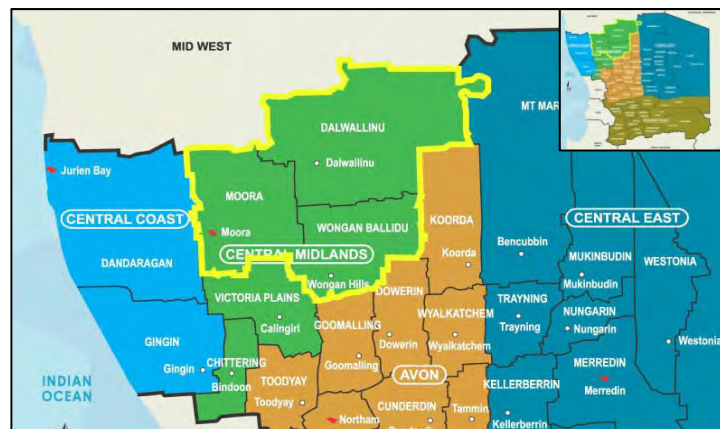 MID WEST
MT MAR
DALWALLINU
Dalwallinu
Jurien Bay
MOORA
Moora
KOORDA
Koorda
WONGAN BALLIDU
CENTRAL COAST
CENTRAL EAST
CENTRAL MIDLANDS
Bencubbin
MUKINBUDIN
Mukinbudin
WESTONIA
DANDARAGAN
Wongan Hills
DOWERIN
VICTORIA PLAINS
Calingiri
GOOMALLING
WYALKATCHEM
TRAYNING
Trayning
NUNGARIN
Nungarin
Dowerin
Wyalkatchem
Westonia
GINGIN
Gingin
CHITTERING
Bindoon
Goomalling
MERREDIN
Merredin
INDIAN
OCEAN
TOODYAY
Toodyay
AVON
KELLERBERRIN
Kellerberrin
Northam
CUNDERDIN
Tammin